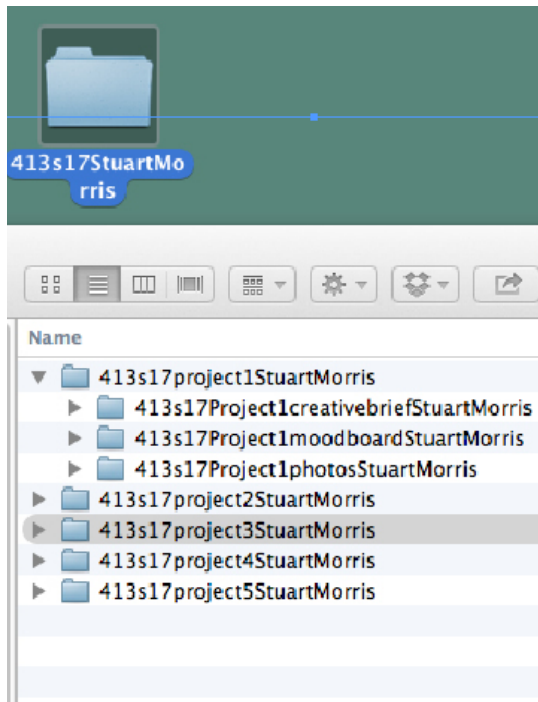 413s17StuartMo
rris
Name
413s17project1StuartMorris
413s17Project1creativebriefStuartMorris
413s17Project1moodboardStuartMorris
413s17Project1photosStuartMorris
413s17project2StuartMorris
413s17project3StuartMorris
413s17project4StuartMorris
413s17project5StuartMorris